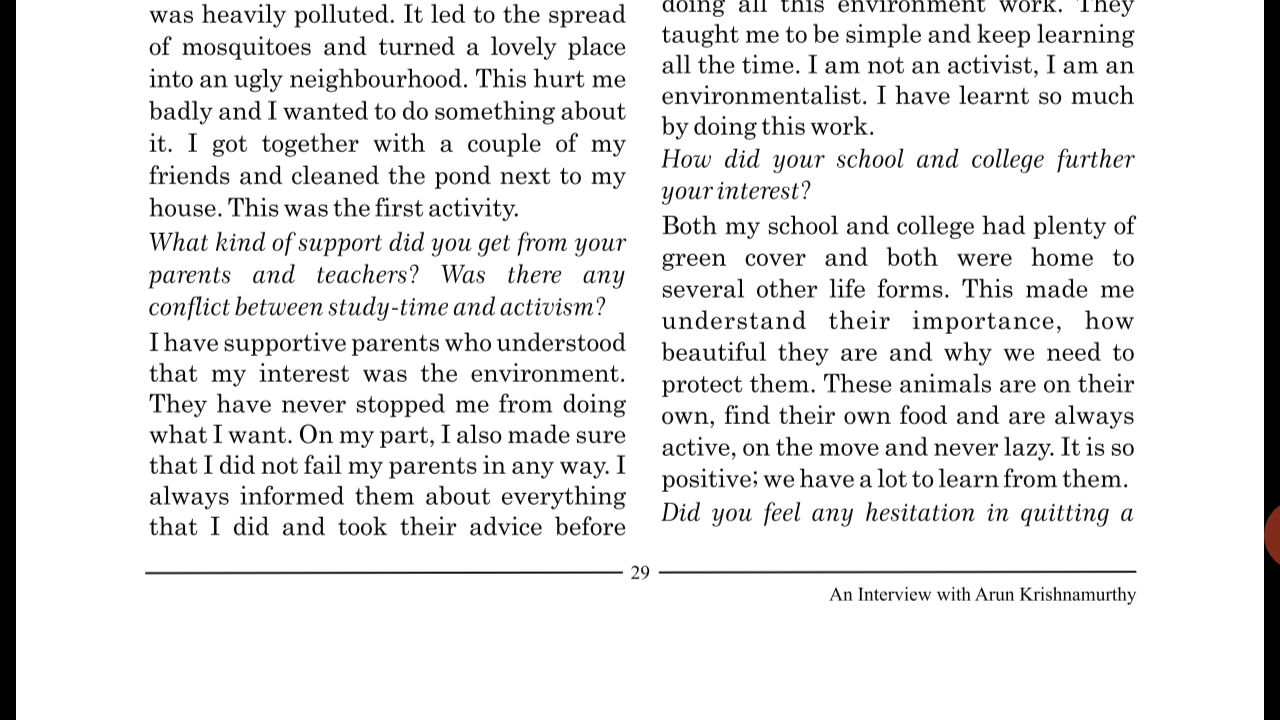 was heavily polluted. It led to the spread
of mosquitoes and turned a lovely place
into an ugly neighbourhood. This hurt me
badly and I wanted to do something about
it. I got together with a couple of my
friends and cleaned the pond next to my
house. This was the first activity.
What kind of support did you get from your
parents and teachers? Was there any
conflict between study-time and activism?
I have supportive parents who understood
that my interest was the environment.
They have never stopped me from doing
what I want. On my part, I also made sure
that I did not fail my parents in any way. I
always informed them about everything
that I did and took their advice before
doing all this environment work. They
taught me to be simple and keep learning
all the time. I am not an activist, I am an
environmentalist. I have learnt so much
by doing this work.
How did your school and college further
your interest?
Both my school and college had plenty of
green cover and both were home to
several other life forms. This made me
understand their importance, how
beautiful they are and why we need to
protect them. These animals are on their
own, find their own food and are always
active, on the move and never lazy. It is so
positive; we have a lot to learn from them.
Did you feel any hesitation in quitting a
29
An Interview with Arun Krishnamurthy